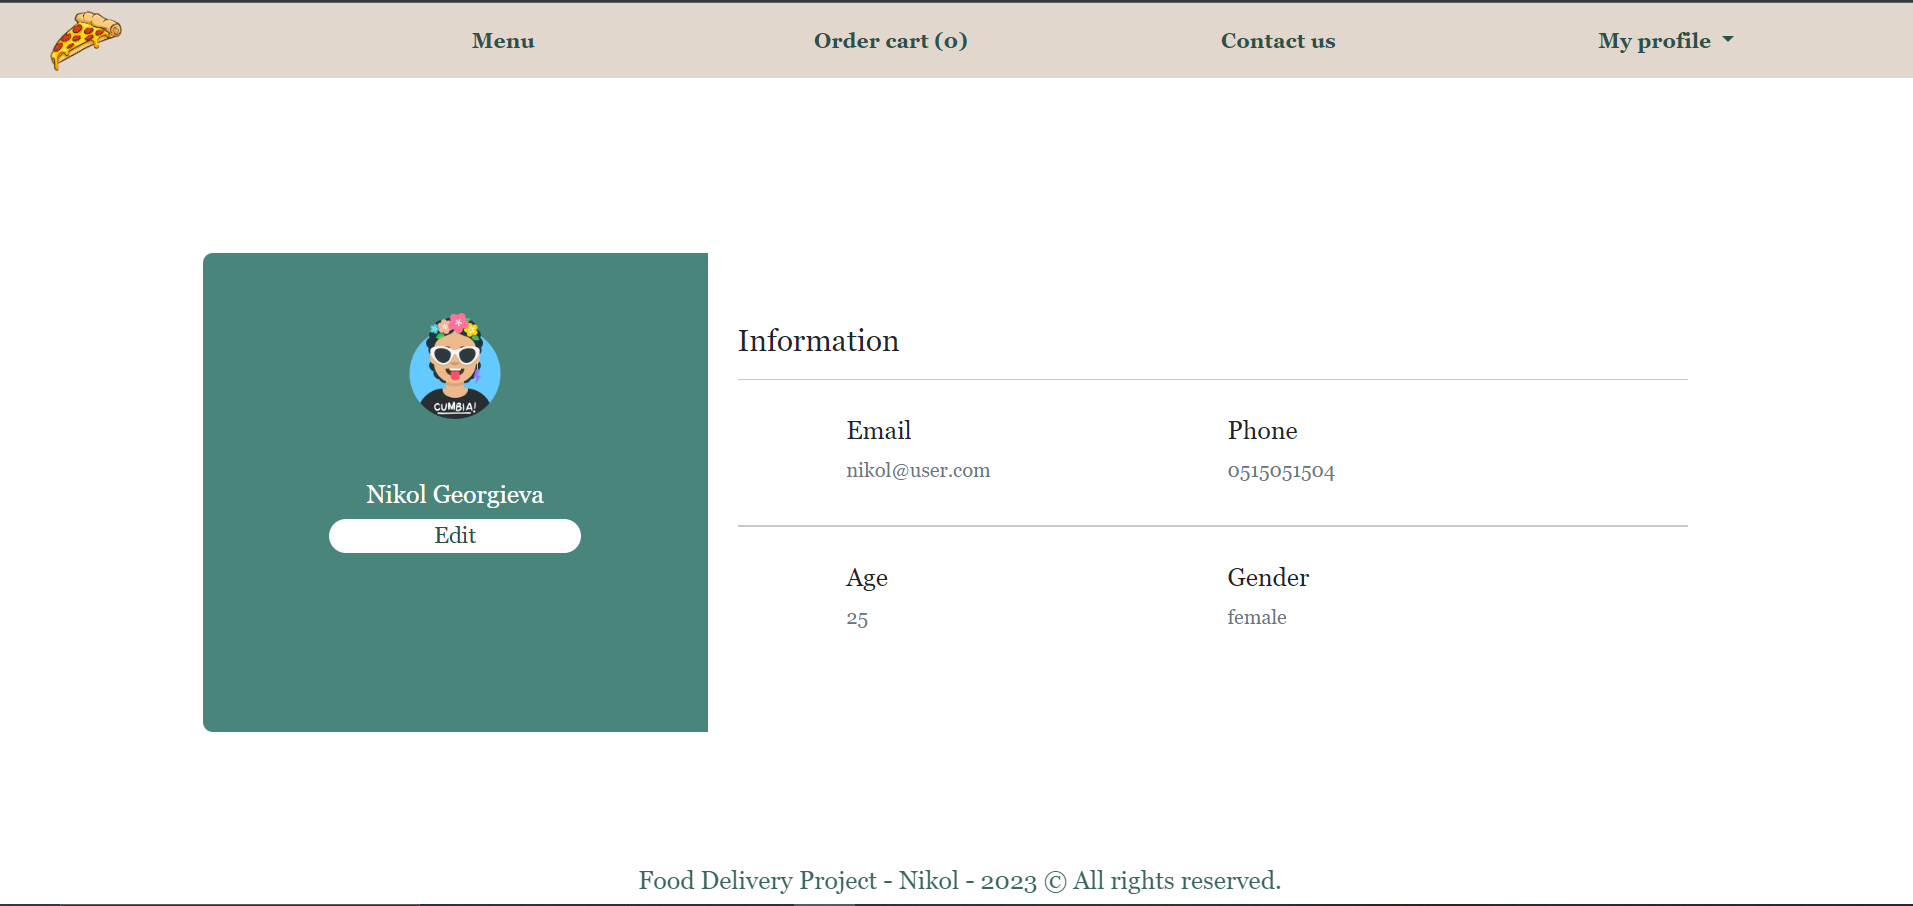 Menu
Order cart (0)
Contact us
My profile
CUMBIA!
Nikol Georgieva
Edit
Information
Email
Phone
nikol@user.com
0515051504
Age
Gender
25
female
Food Delivery Project - Nikol - 2023 © All rights reserved.